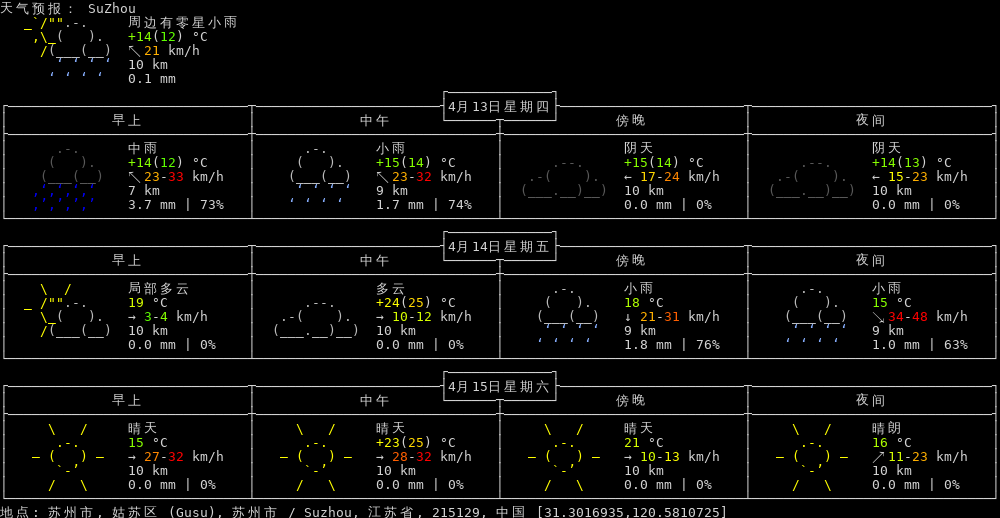 天气预报: SuZhou
周边有零星小雨
+14(12) °C
↖ 21 km/h
10 km
0.1 mm
4月13日星期四
早上 中午 傍晚 夜间
中雨 小雨 阴天 阴天
+14(12) °C +15(14) °C +15(14) °C +14(13) °C
↖ 23-33 km/h ↖ 23-32 km/h ← 17-24 km/h ← 15-23 km/h
7 km 9 km 10 km 10 km
3.7 mm | 73% 1.7 mm | 74% 0.0 mm | 0% 0.0 mm | 0%
4月14日星期五
早上 中午 傍晚 夜间
局部多云 多云 小雨 小雨
19 °C +24(25) °C 18 °C 15 °C
→ 3-4 km/h → 10-12 km/h ↓ 21-31 km/h ↘ 34-48 km/h
10 km 10 km 9 km 9 km
0.0 mm | 0% 0.0 mm | 0% 1.8 mm | 76% 1.0 mm | 63%
4月15日星期六
早上 中午 傍晚 夜间
晴天 晴天 晴天 晴朗
15 °C +23(25) °C 21 °C 16 °C
→ 27-32 km/h → 28-32 km/h → 10-13 km/h ↗ 11-23 km/h
10 km 10 km 10 km 10 km
0.0 mm | 0% 0.0 mm | 0% 0.0 mm | 0% 0.0 mm | 0%
地点: 苏州市, 姑苏区 (Gusu), 苏州市 / Suzhou, 江苏省, 215129, 中国 [31.3016935,120.5810725]